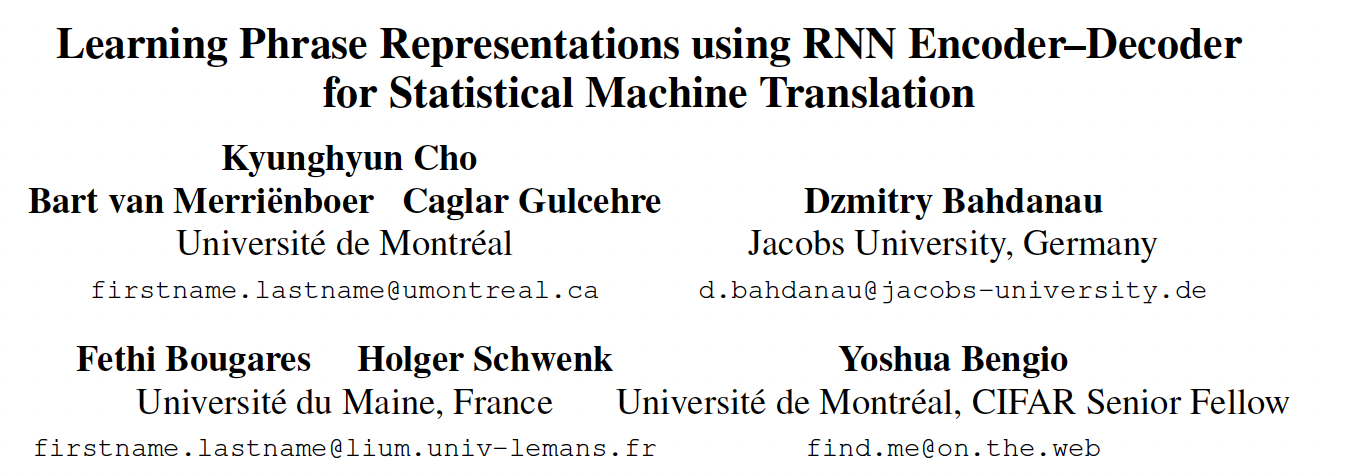 Learning Phrase Representations using RNN Encoder–Decoder
for Statistical Machine Translation
Kyunghyun Cho
Bart van Merriënboer Caglar Gulcehre
Université de Montréal
firstname.lastname@umontreal.ca
Dzmitry Bahdanau
Jacobs University, Germany
d.bahdanau@jacobs-university.de
Fethi Bougares Holger Schwenk
Université du Maine, France
firstname.lastname@lium.univ-lemans.fr
Yoshua Bengio
Université de Montréal, CIFAR Senior Fellow
find.me@on.the.web